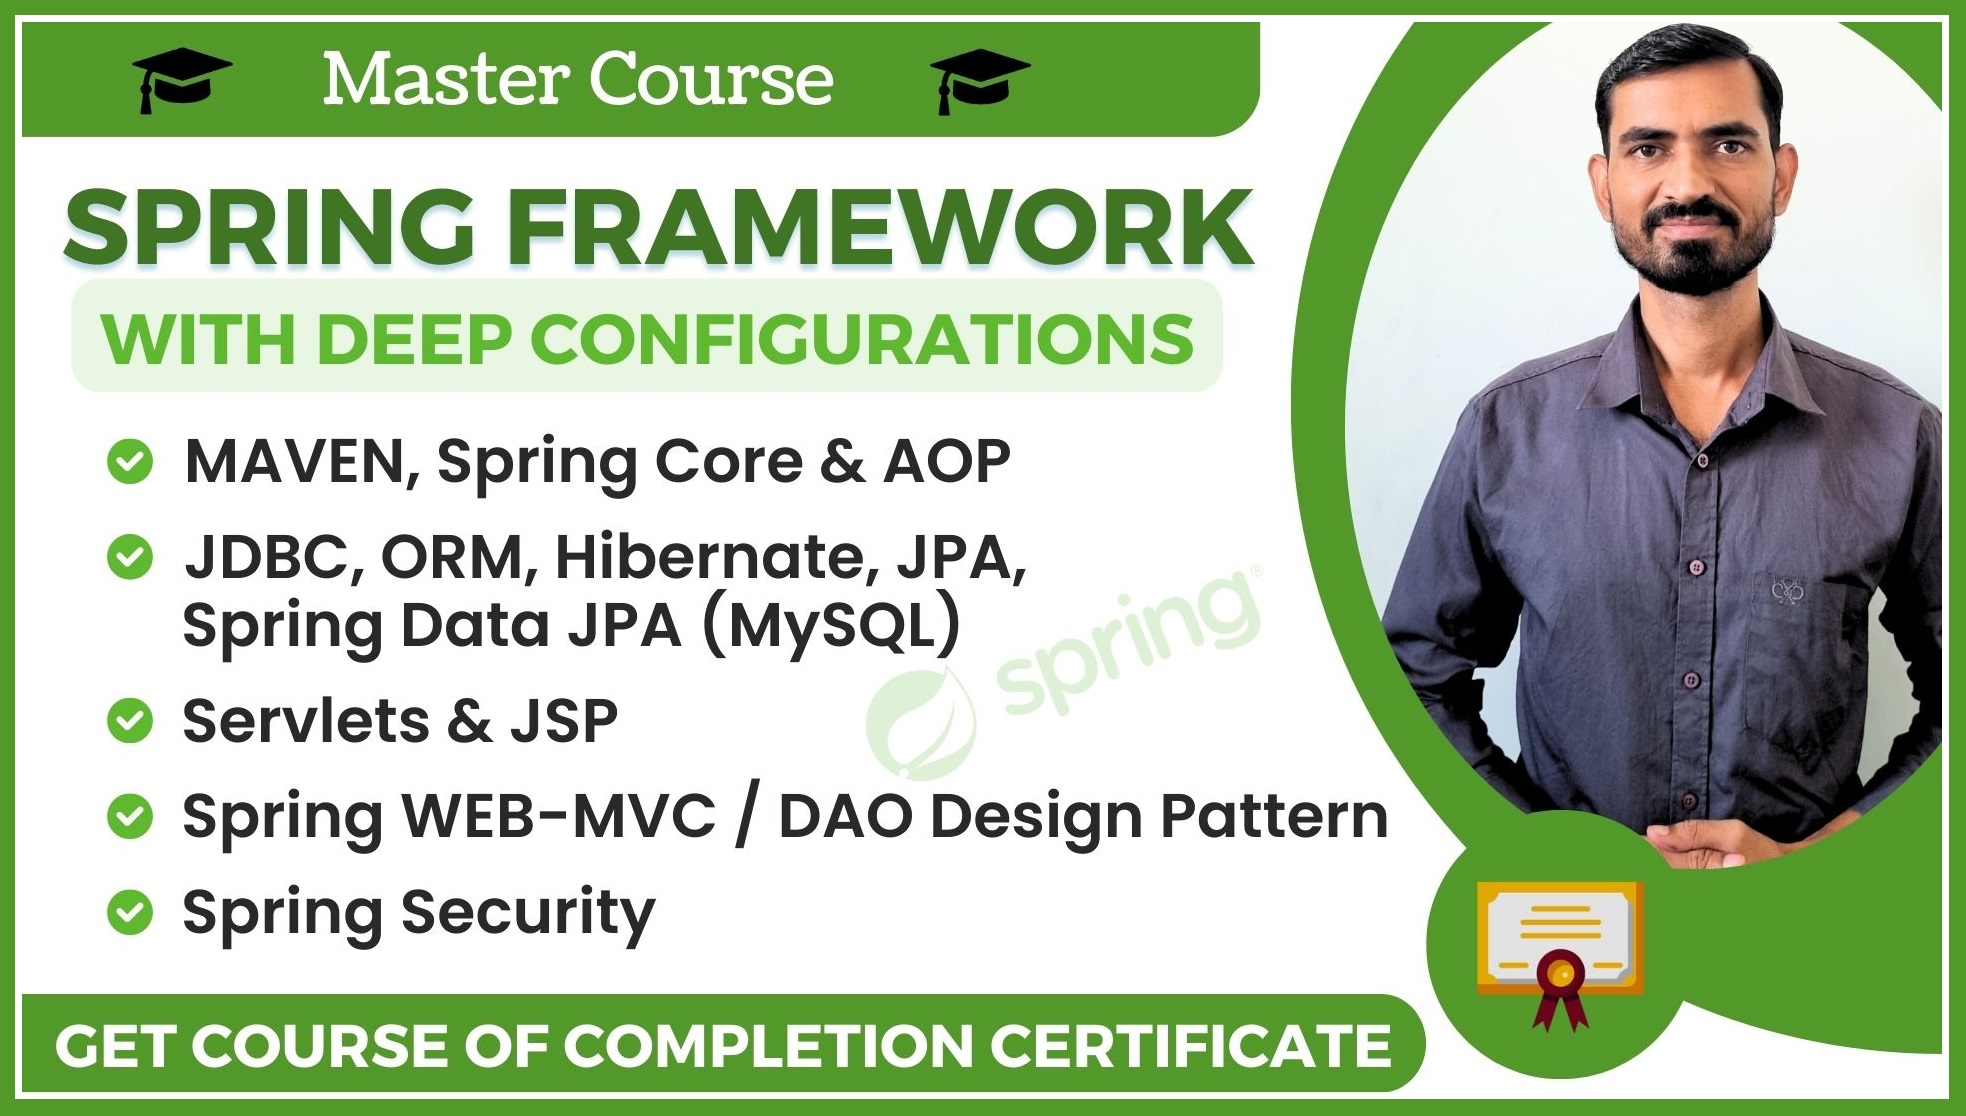 Master Course
SPRING FRAMEWORK
WITH DEEP CONFIGURATIONS
MAVEN, Spring Core & AOP
JDBC, ORM, Hibernate, JPA,
Spring Data JPA (MySQL)
spring®
Servlets & JSP
Spring WEB-MVC / DAO Design Pattern
Spring Security
GET COURSE OF COMPLETION CERTIFICATE